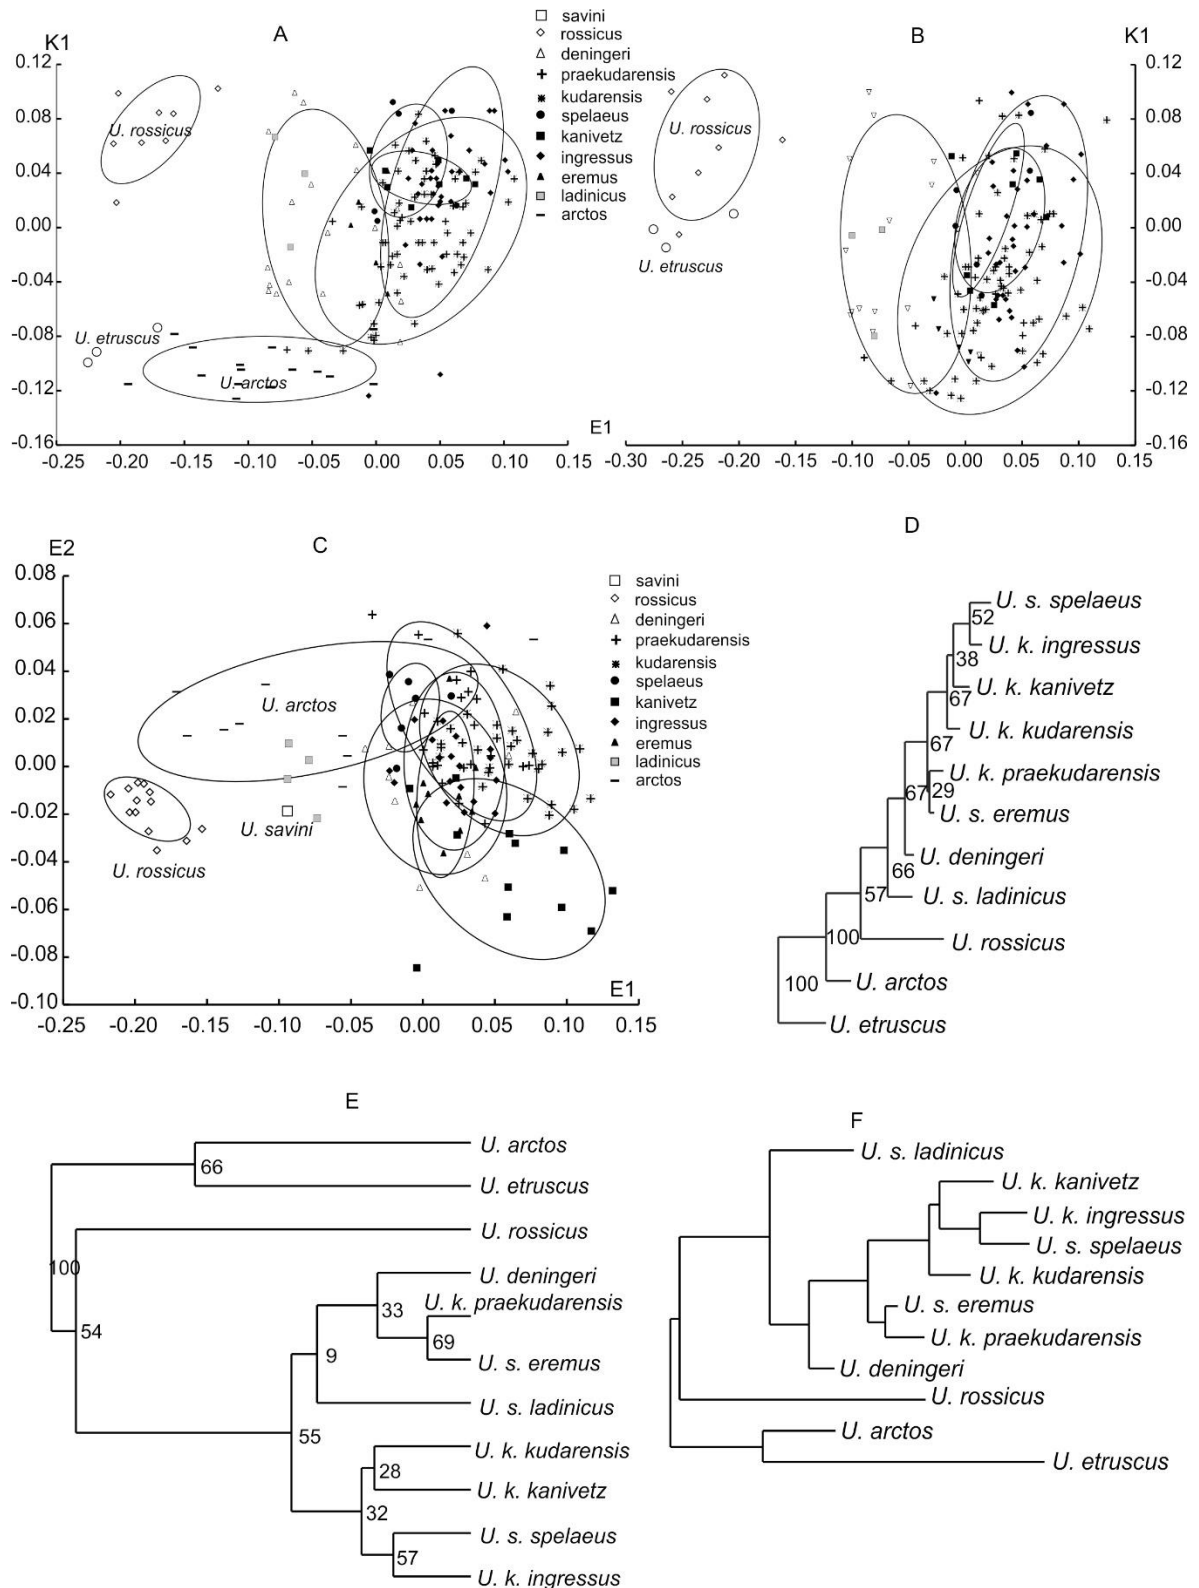 A
K1
0.12
0.08
0.04
0.00
-0.04
-0.08
-0.12
-0.16
-0.25 -0.20 -0.15 -0.10 -0.05 0.00 0.05 0.10 0.15
E1
U. rossicus
U. etruscus
U. arctos
savini
rossicus
deningeri
praekudarensis
kudarensis
spelaeus
kanivetz
ingressus
eremus
ladinicus
arctos
B
K1
0.12
0.08
0.04
0.00
-0.04
-0.08
-0.12
-0.16
-0.30 -0.25 -0.20 -0.15 -0.10 -0.05 0.00 0.05 0.10 0.15
U. rossicus
U. etruscus
C
E2
0.08
0.06
0.04
0.02
0.00
-0.02
-0.04
-0.06
-0.08
-0.10
-0.25 -0.20 -0.15 -0.10 -0.05 0.00 0.05 0.10 0.15
E1
U. arctos
U. savini
U. rossicus
savini
rossicus
deningeri
praekudarensis
kudarensis
spelaeus
kanivetz
ingressus
eremus
ladinicus
arctos
D
U. s. spelaeus
52
U. k. ingressus
38
U. k. kanivetz
67
U. k. kudarensis
67
U. k. praekudarensis
67 29
U. s. eremus
U. deningeri
66
U. s. ladinicus
57
U. rossicus
100
U. arctos
100
U. etruscus
E
U. arctos
66
U. etruscus
U. rossicus
100
54
U. deningeri
U. k. praekudarensis
33
69
U. s. eremus
9
U. s. ladinicus
55
U. k. kudarensis
28
U. k. kanivetz
32
U. s. spelaeus
57
U. k. ingressus
F
U. s. ladinicus
U. k. kanivetz
U. k. ingressus
U. s. spelaeus
U. k. kudarensis
U. s. eremus
U. k. praekudarensis
U. deningeri
U. rossicus
U. arctos
U. etruscus